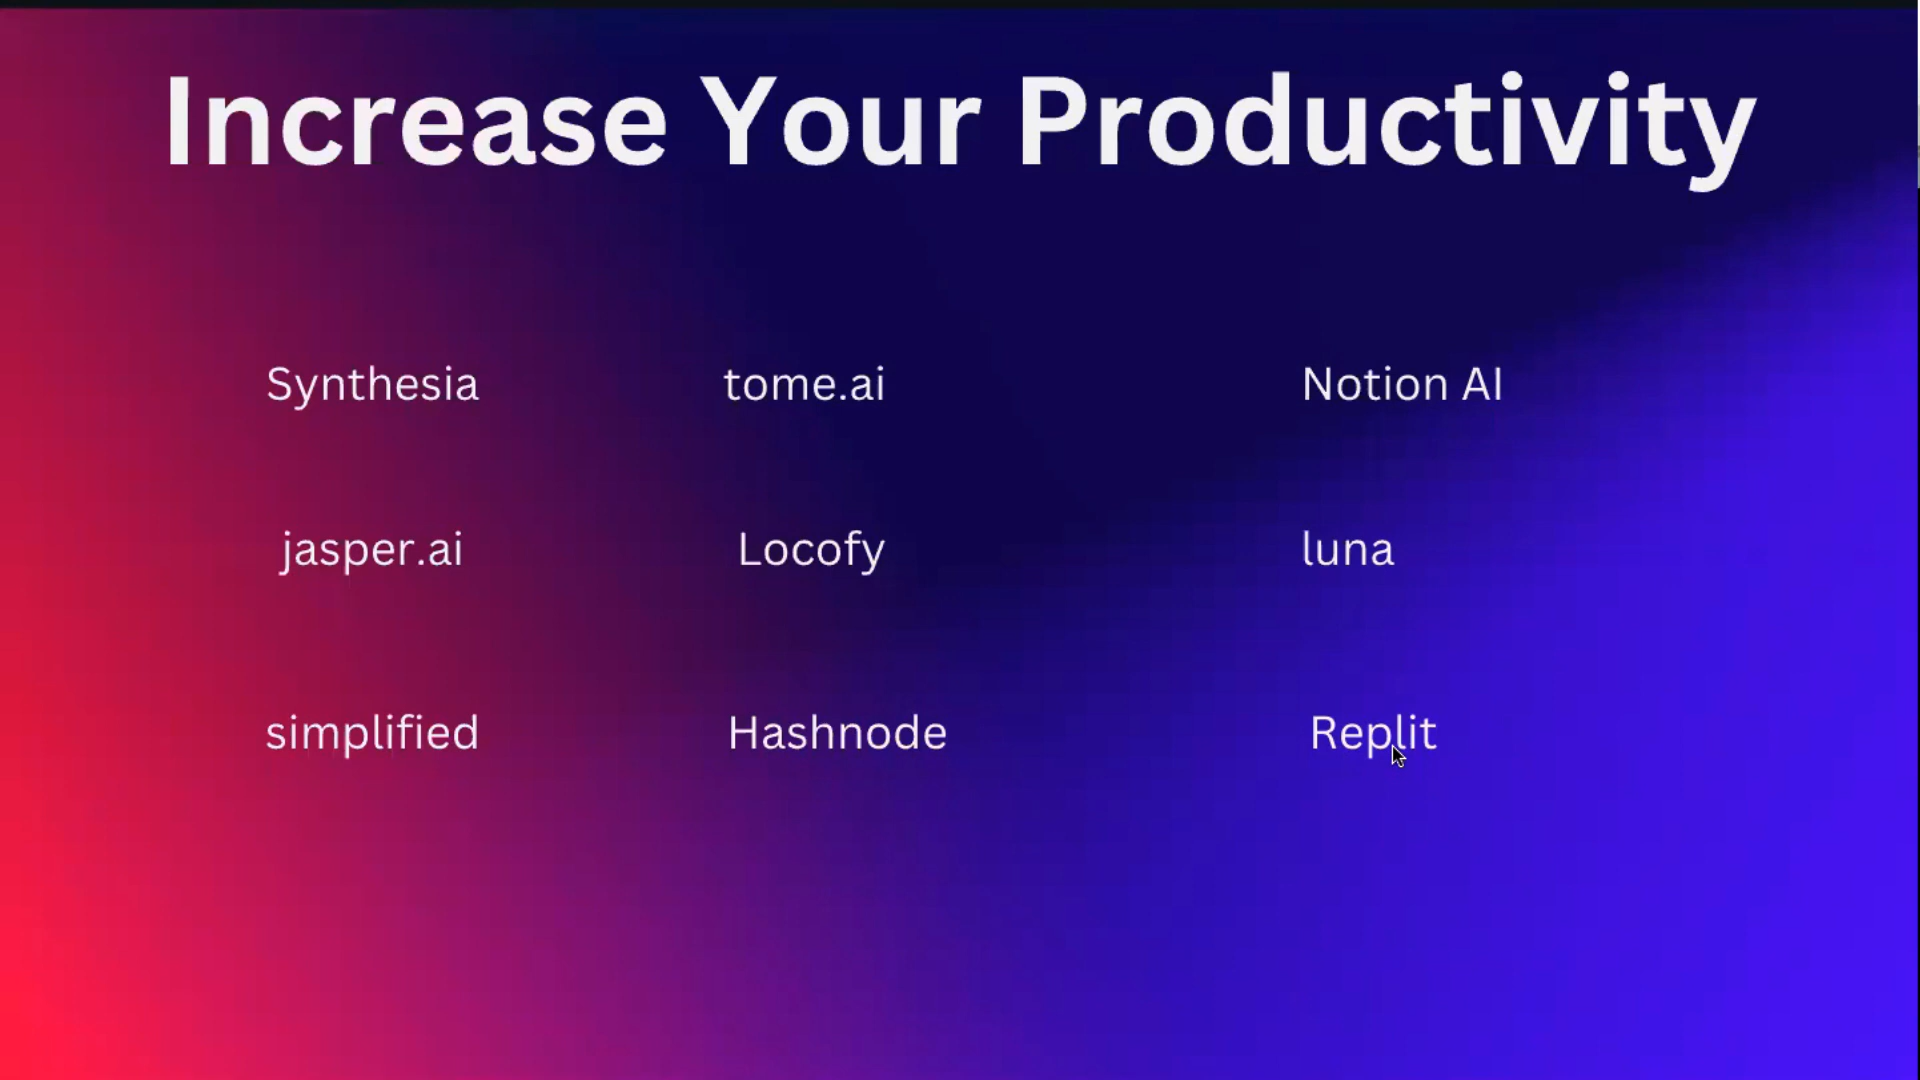 Increase Your Productivity
Synthesia tome.ai Notion AI
jasper.ai Locofy luna
simplified Hashnode Replit